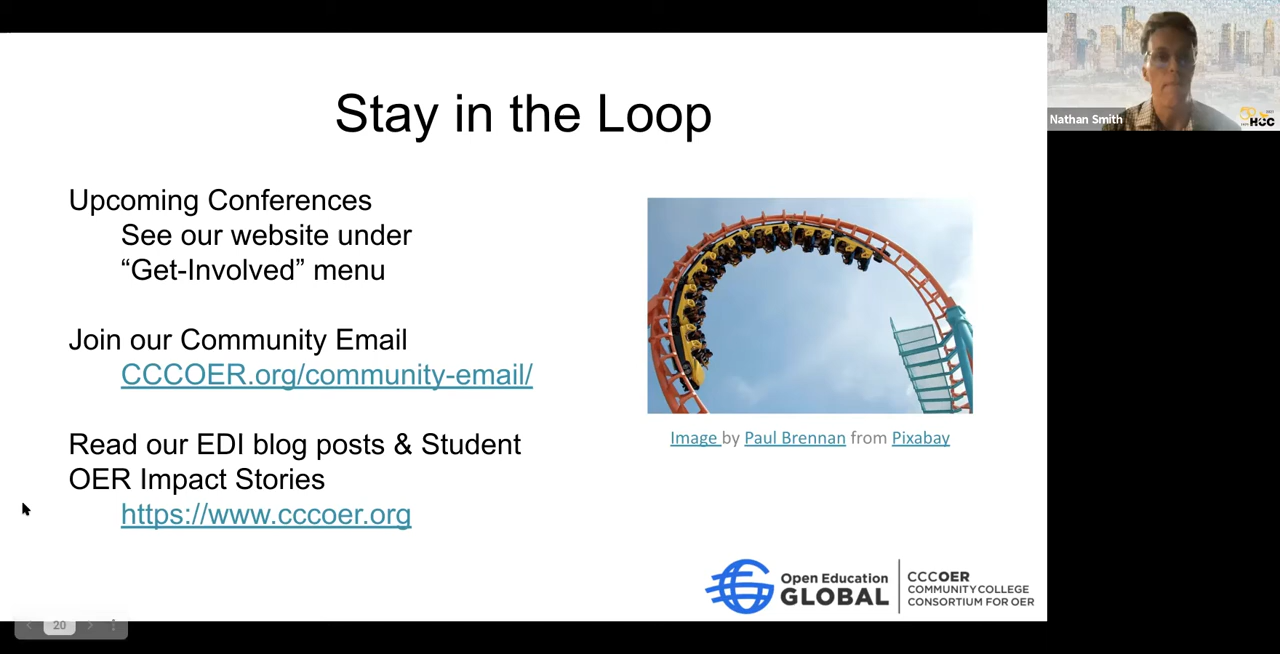 Stay in the Loop
Upcoming Conferences
See our website under
“Get-Involved” menu
Join our Community Email
CCCOER.org/community-email/
Read our EDI blog posts & Student
OER Impact Stories
https://www.cccoer.org
Image by Paul Brennan from Pixabay
Open Education
GLOBAL
CCCOER
COMMUNITY COLLEGE
CONSORTIUM FOR OER
20
Nathan Smith
HCC